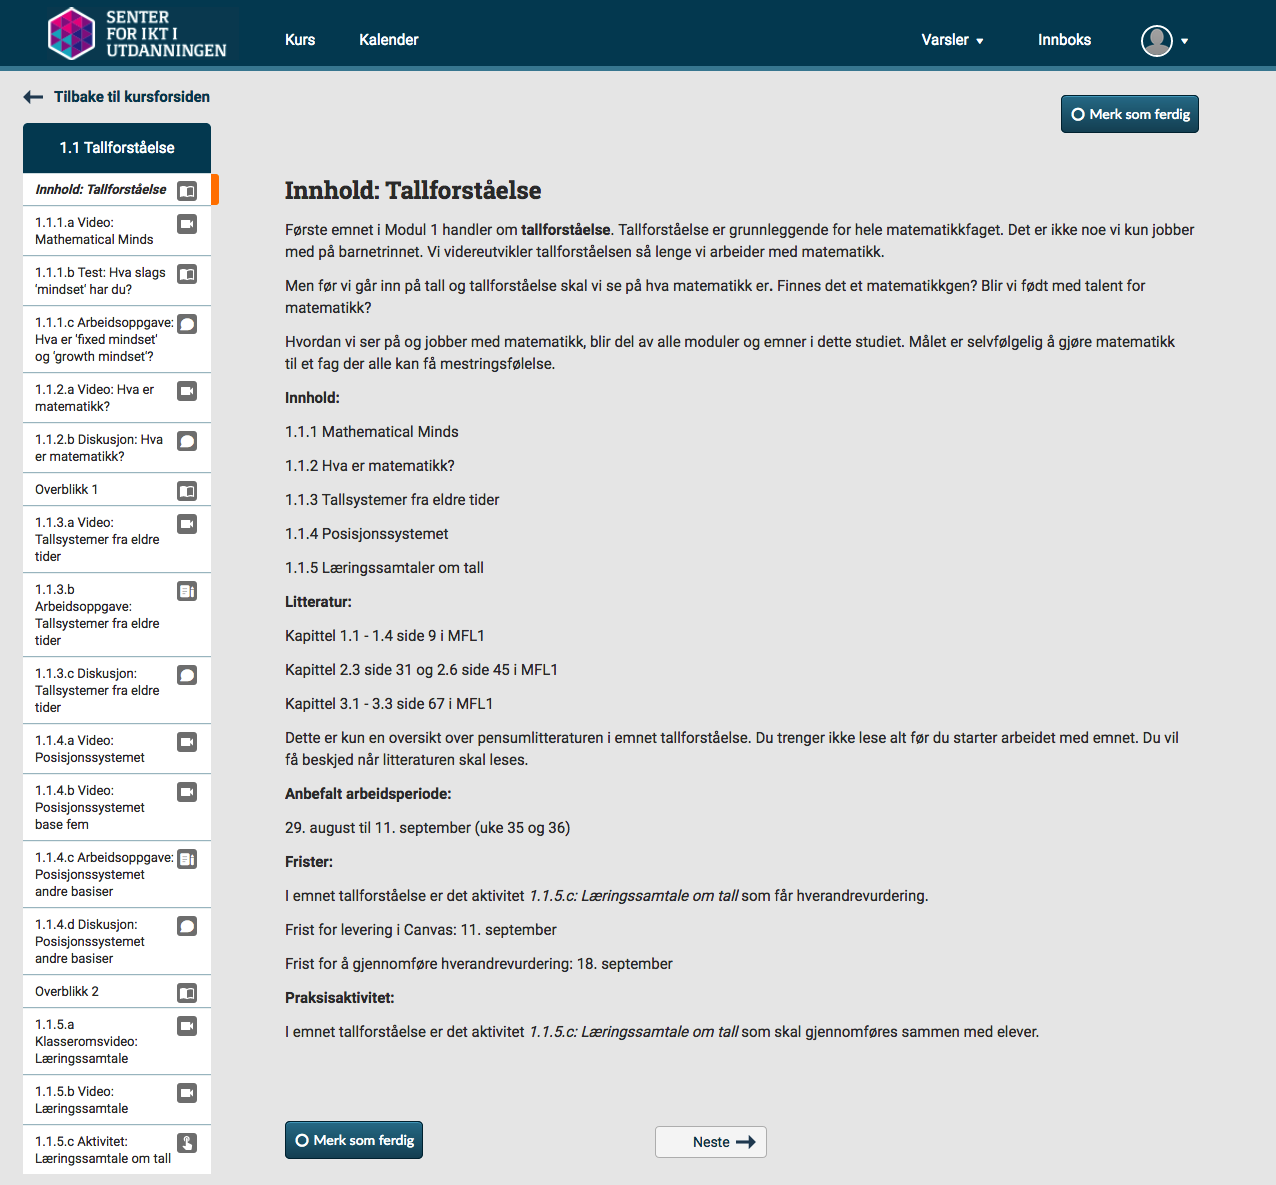 SENTER
FOR IKT I
UTDANNINGEN
Kurs
Kalender
Varsler
Innboks
Tilbake til kursforsiden
Merk som ferdig
1.1 Tallforståelse
Innhold: Tallforståelse
1.1.1.a Video:
Mathematical Minds
1.1.1.b Test: Hva slags
'mindset' har du?
1.1.1.c Arbeidsoppgave:
Hva er 'fixed mindset'
og 'growth mindset'?
1.1.2.a Video: Hva er
matematikk?
1.1.2.b Diskusjon: Hva
er matematikk?
Overblikk 1
1.1.3.a Video:
Tallsystemer fra eldre
tider
1.1.3.b
Arbeidsoppgave:
Tallsystemer fra eldre
tider
1.1.3.c Diskusjon:
Tallsystemer fra eldre
tider
1.1.4.a Video:
Posisjonssystemet
1.1.4.b Video:
Posisjonssystemet
base fem
1.1.4.c Arbeidsoppgave:
Posisjonssystemet
andre basiser
1.1.4.d Diskusjon:
Posisjonssystemet
andre basiser
Overblikk 2
1.1.5.a
Klasseromsvideo:
Læringssamtale
1.1.5.b Video:
Læringssamtale
1.1.5.c Aktivitet:
Læringssamtale om tall
Innhold: Tallforståelse
Første emnet i Modul 1 handler om tallforståelse. Tallforståelse er grunnleggende for hele matematikkfaget. Det er ikke noe vi kun jobber
med på barnetrinnet. Vi videreutvikler tallforståelsen så lenge vi arbeider med matematikk.
Men før vi går inn på tall og tallforståelse skal vi se på hva matematikk er. Finnes det et matematikkgen? Blir vi født med talent for
matematikk?
Hvordan vi ser på og jobber med matematikk, blir del av alle moduler og emner i dette studiet. Målet er selvfølgelig å gjøre matematikk
til et fag der alle kan få mestringsfølelse.
Innhold:
1.1.1 Mathematical Minds
1.1.2 Hva er matematikk?
1.1.3 Tallsystemer fra eldre tider
1.1.4 Posisjonssystemet
1.1.5 Læringssamtaler om tall
Litteratur:
Kapittel 1.1 - 1.4 side 9 i MFL1
Kapittel 2.3 side 31 og 2.6 side 45 i MFL1
Kapittel 3.1 - 3.3 side 67 i MFL1
Dette er kun en oversikt over pensumlitteraturen i emnet tallforståelse. Du trenger ikke lese alt før du starter arbeidet med emnet. Du vil
få beskjed når litteraturen skal leses.
Anbefalt arbeidsperiode:
29. august til 11. september (uke 35 og 36)
Frister:
I emnet tallforståelse er det aktivitet 1.1.5.c: Læringssamtale om tall som får hverandrevurdering.
Frist for levering i Canvas: 11. september
Frist for å gjennomføre hverandrevurdering: 18. september
Praksisaktivitet:
I emnet tallforståelse er det aktivitet 1.1.5.c: Læringssamtale om tall som skal gjennomføres sammen med elever.
Merk som ferdig
Neste